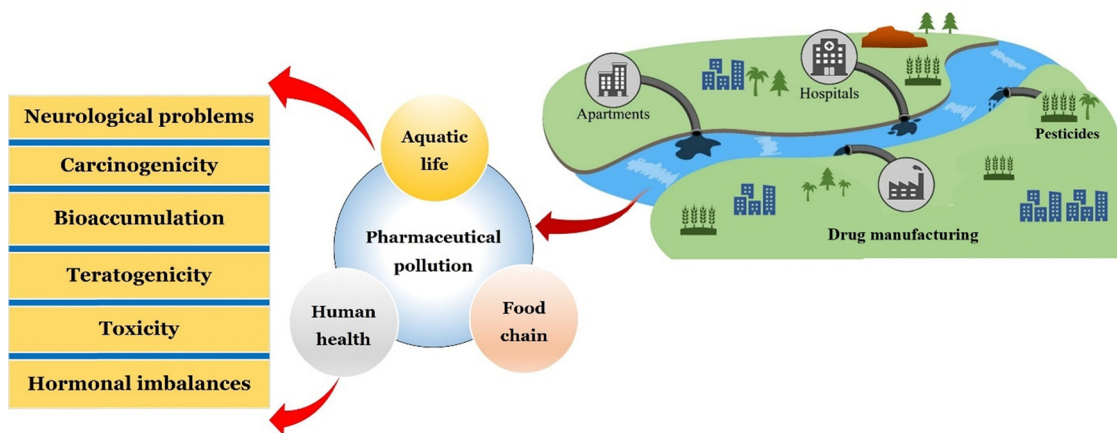 Neurological problems
Carcinogenicity
Bioaccumulation
Teratogenicity
Toxicity
Hormonal imbalances
Aquatic
life
Pharmaceutical
pollution
Human
health
Food
chain
Apartments
Hospitals
Pesticides
Drug manufacturing